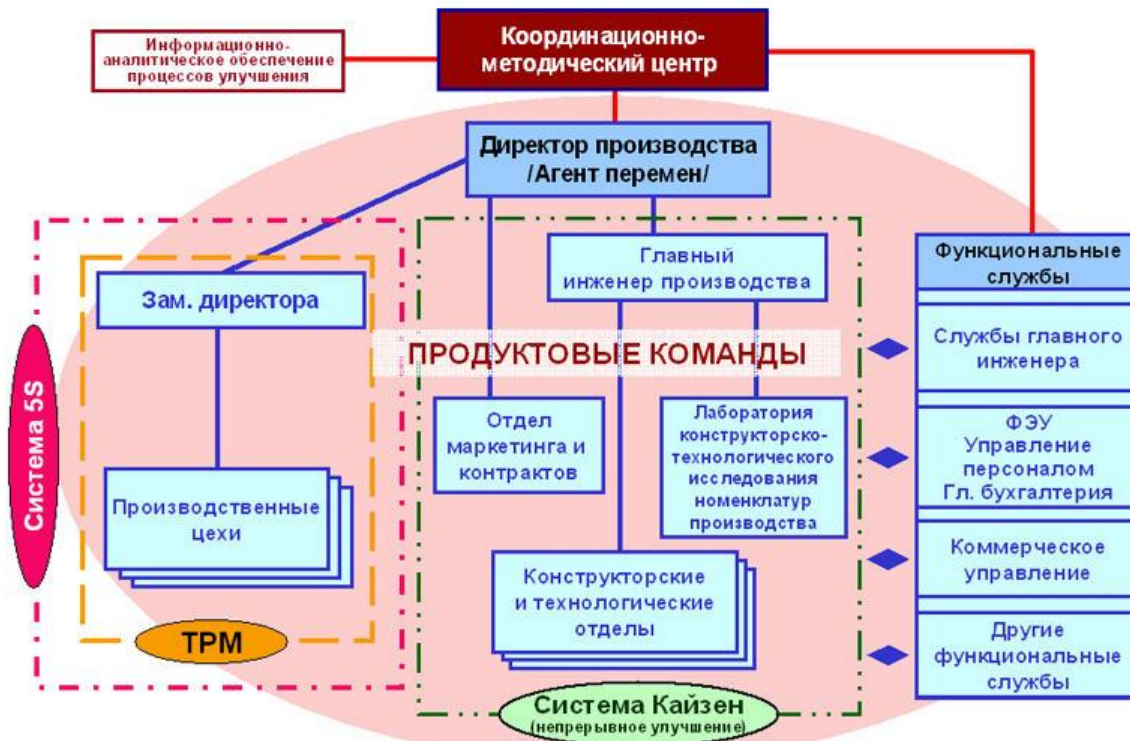 Информационно-
аналитическое обеспечение
процессов улучшения
Координационно-
методический центр
Директор производства
/Агент перемен/
Система 5S
Зам. директора
Производственные
цехи
ТРМ
Главный
инженер производства
ПРОДУКТОВЫЕ КОМАНДЫ
Отдел
маркетинга и
контрактов
Лаборатория
конструкторско-
технологического
исследования
номенклатур
производства
Конструкторские
и технологические
отделы
Система Кайзен
(непрерывное улучшение)
Функциональные
службы
Службы главного
инженера
ФЭУ
Управление
персоналом
Гл. бухгалтерия
Коммерческое
управление
Другие
функциональные
службы